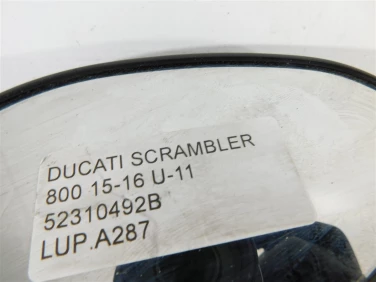 DUCATI SCRAMBLER
800 15-16 U-11
52310492B
LUP.A287